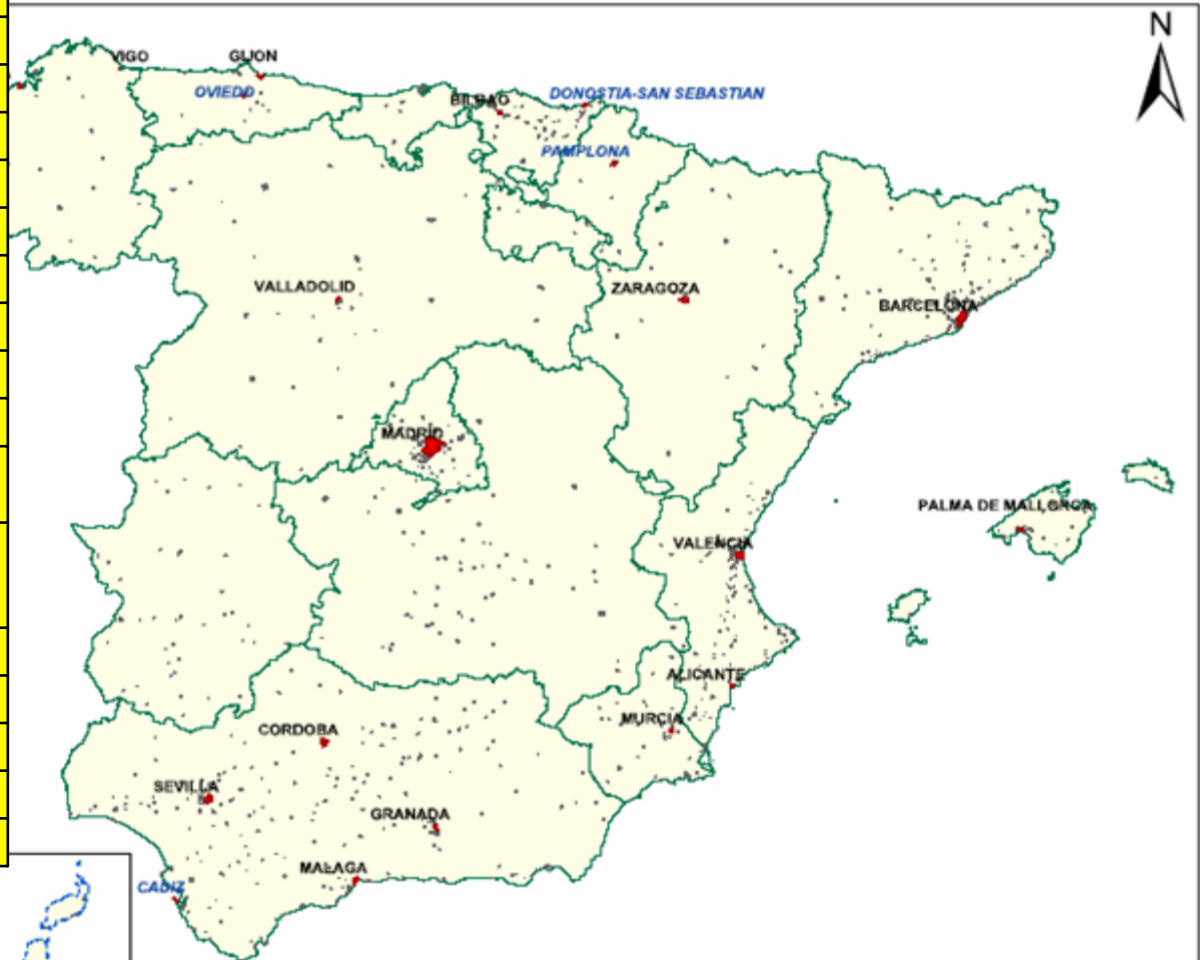 N
VIGO
GIJON
OVIEDO
BILBAO
DONOSTIA-SAN SEBASTIAN
PAMPLONA
VALLADOLID
ZARAGOZA
BARCELONA
MADRID
PALMA DE MALLORCA
VALENCIA
ALICANTE
MURCIA
CORDOBA
SEVILLA
GRANADA
MALAGA
CADIZ